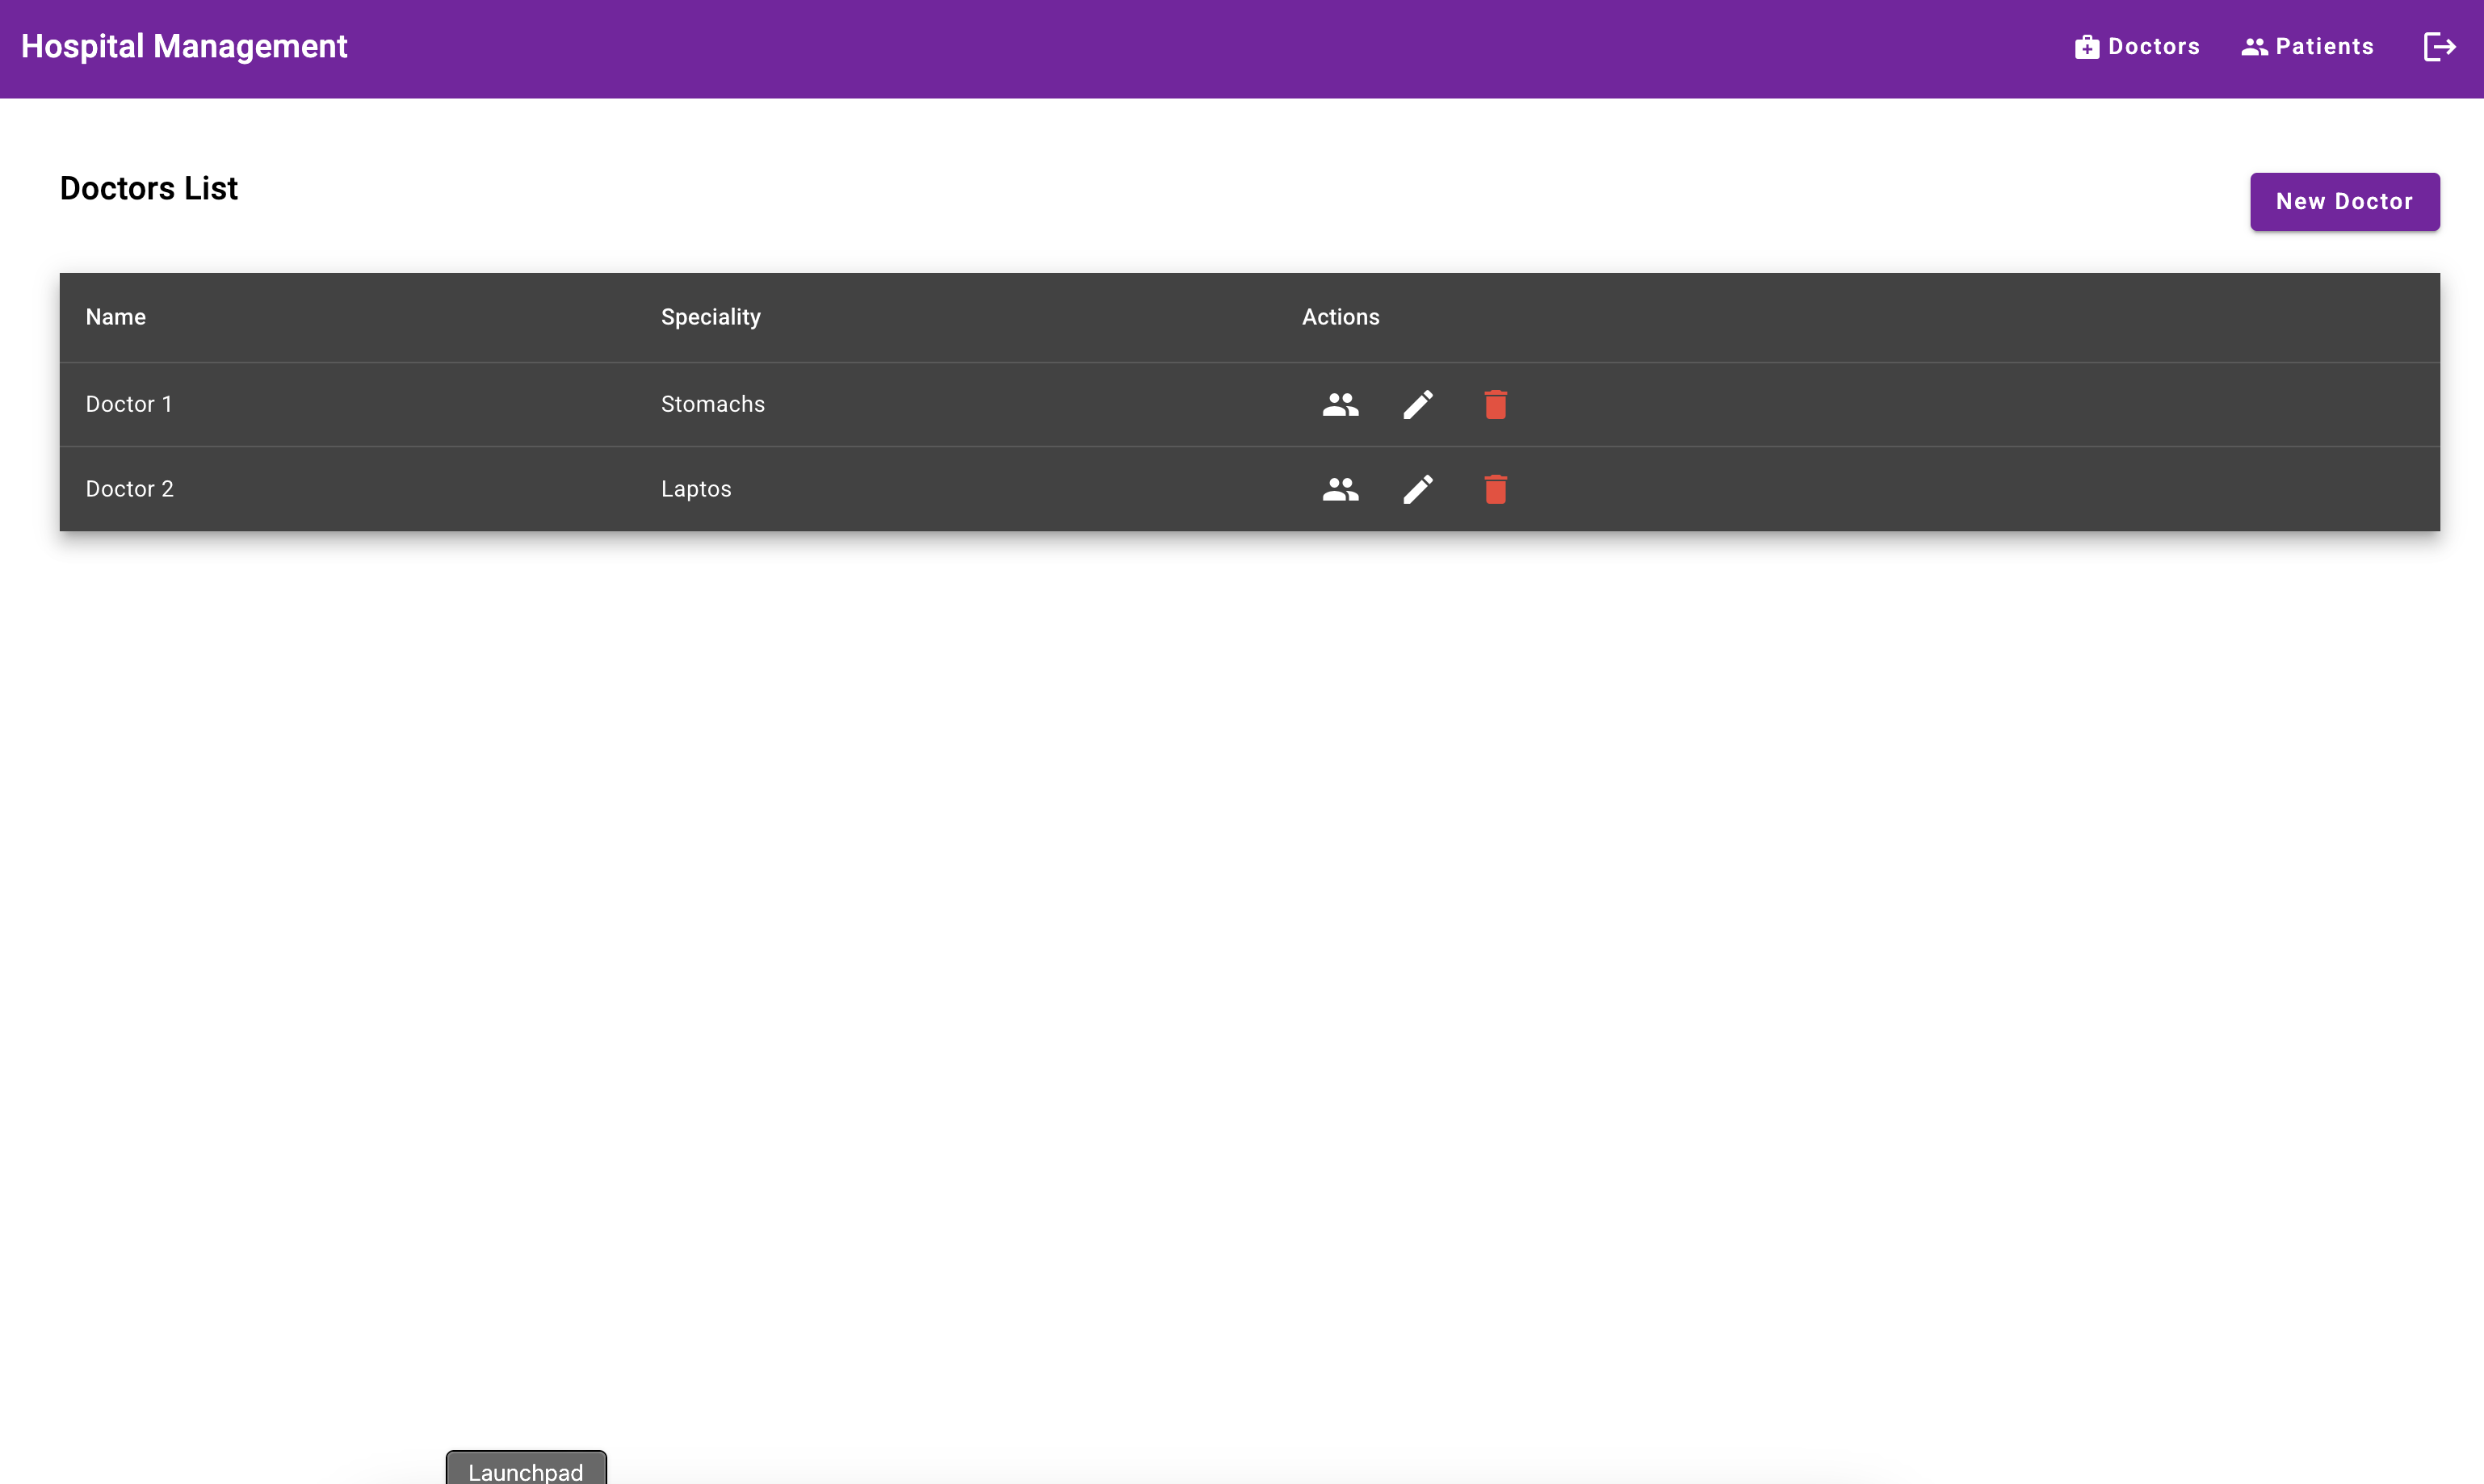 Hospital Management
Doctors
Patients
Doctors List
New Doctor
Name Speciality Actions
Doctor 1 Stomachs
Doctor 2 Laptos
Launchpad